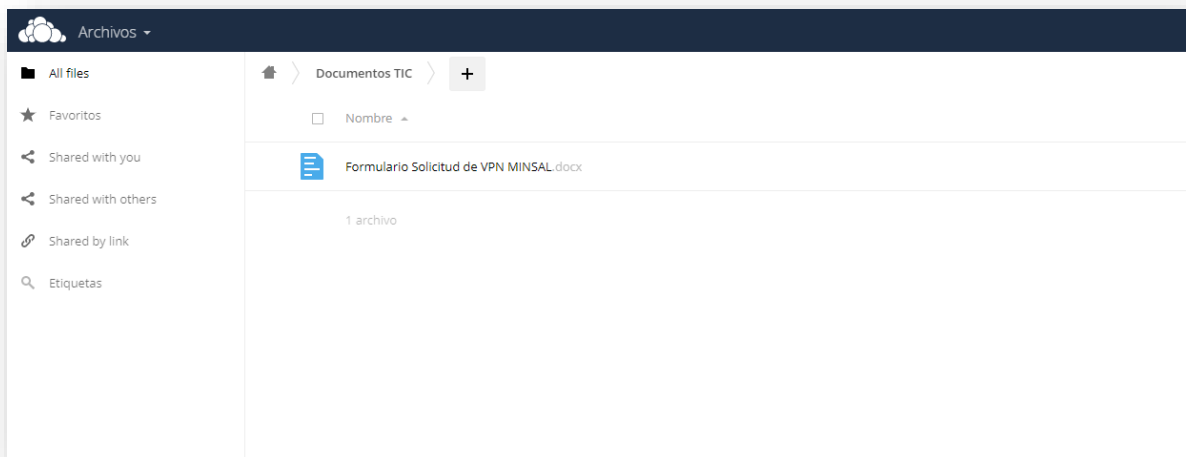 Archivos
All files
Documentos TIC
+
Favoritos
Nombre
Shared with you
Formulario Solicitud de VPN MINSAL.docx
Shared with others
1 archivo
Shared by link
Etiquetas